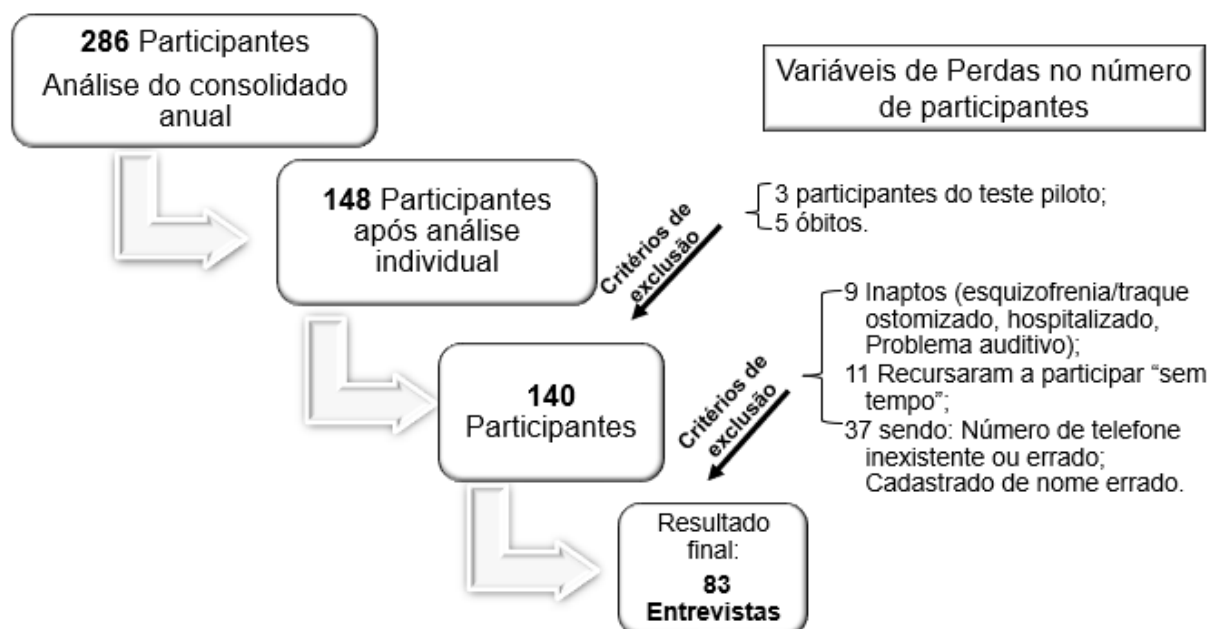 286 Participantes
Análise do consolidado
anual
Variáveis de Perdas no número
de participantes
148 Participantes
após análise
individual
Critérios de
exclusão
3 participantes do teste piloto;
5 óbitos.
140
Participantes
Critérios de
exclusão
9 Inaptos (esquizofrenia/traque
ostomizado, hospitalizado,
Problema auditivo);
11 Recursaram a participar “sem
tempo”;
37 sendo: Número de telefone
inexistente ou errado;
Cadastrado de nome errado.
Resultado
final:
83
Entrevistas